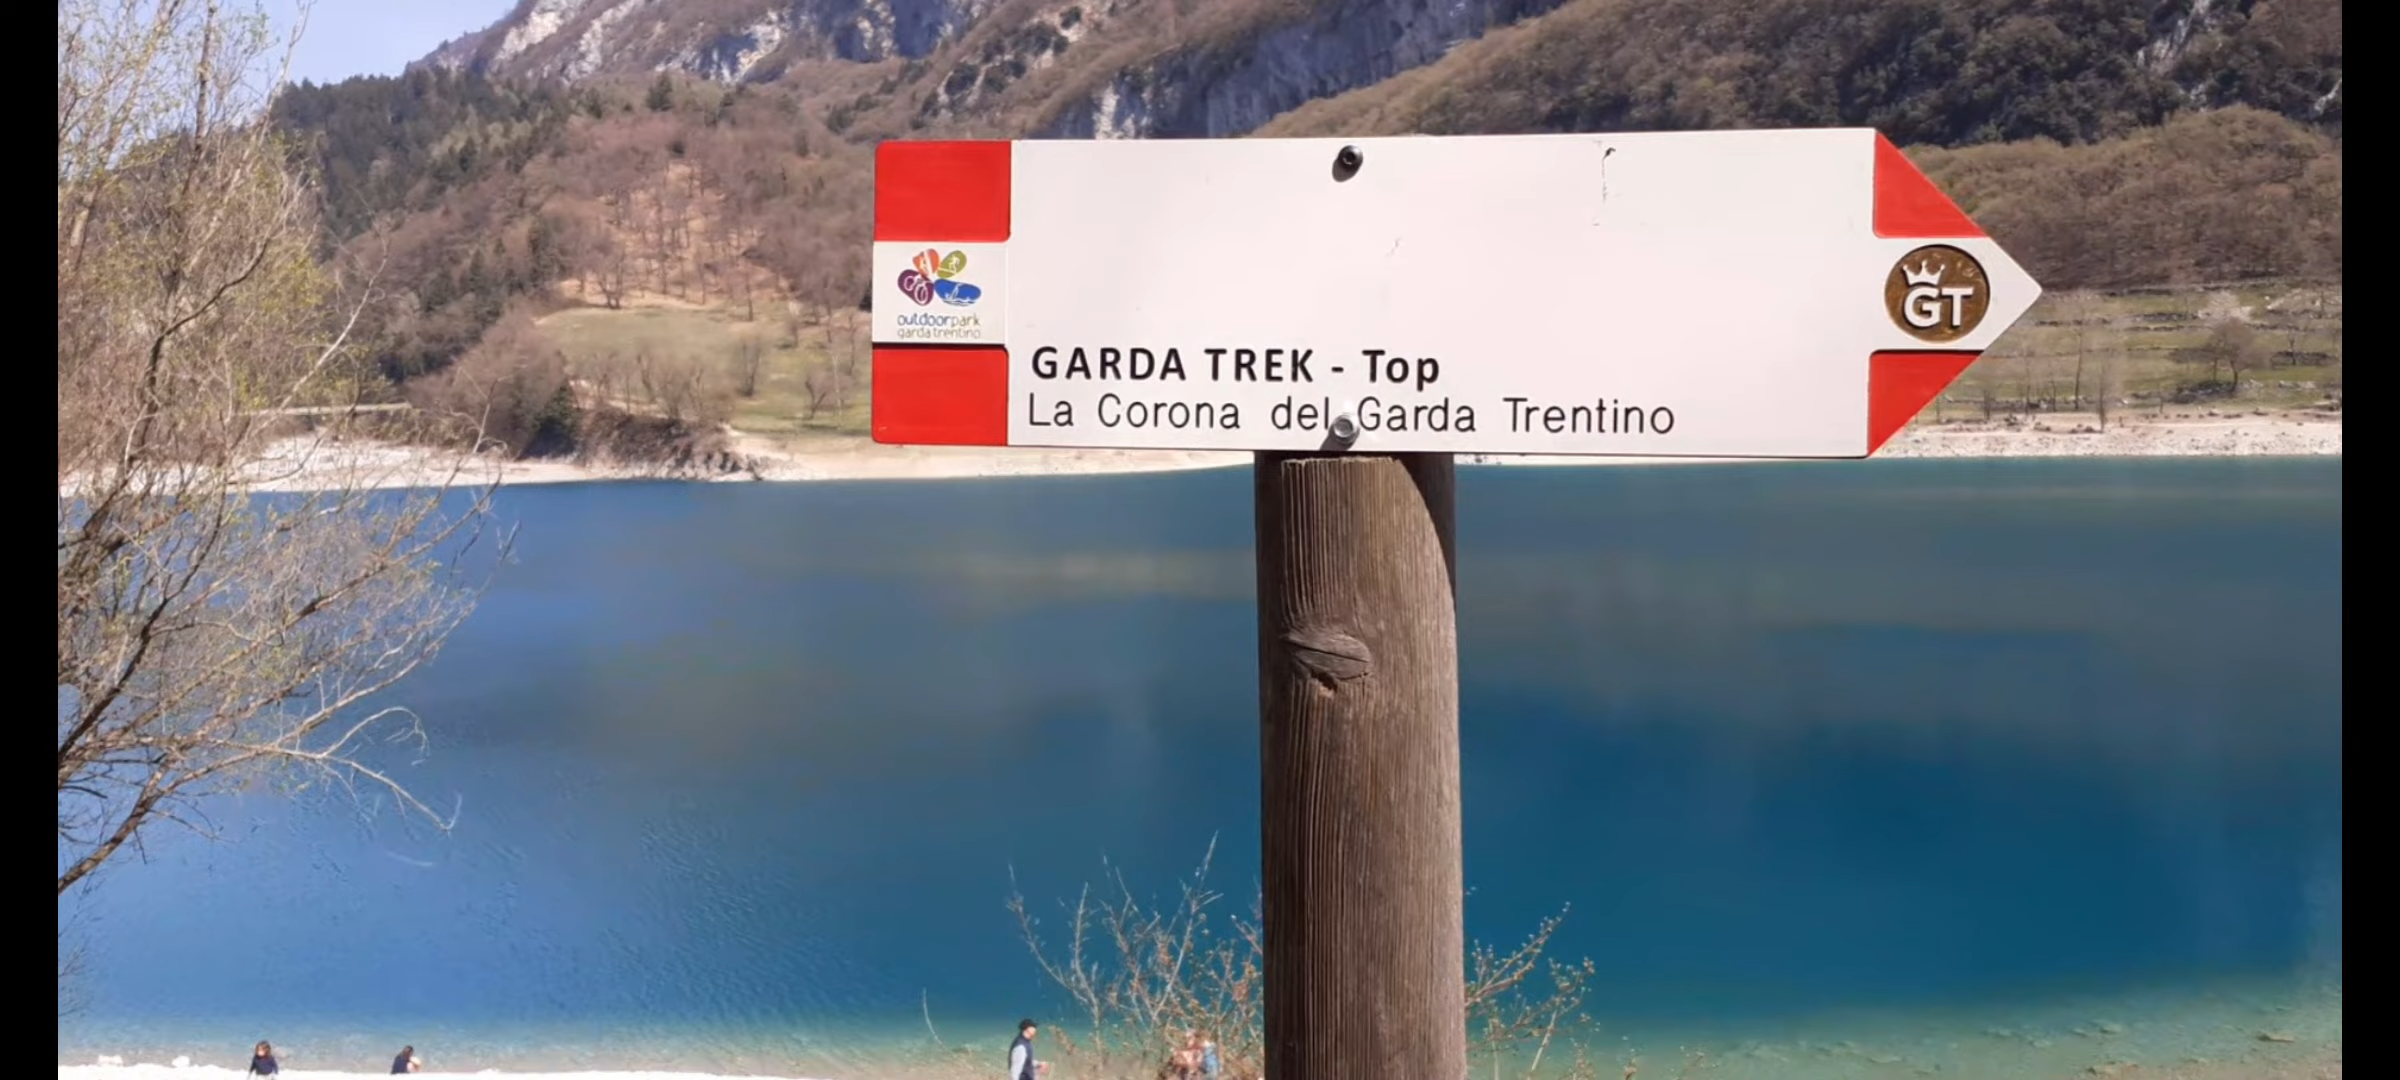 outdoorpark
garda trentino
GARDA TREK - Top
La Corona del Garda Trentino
GT